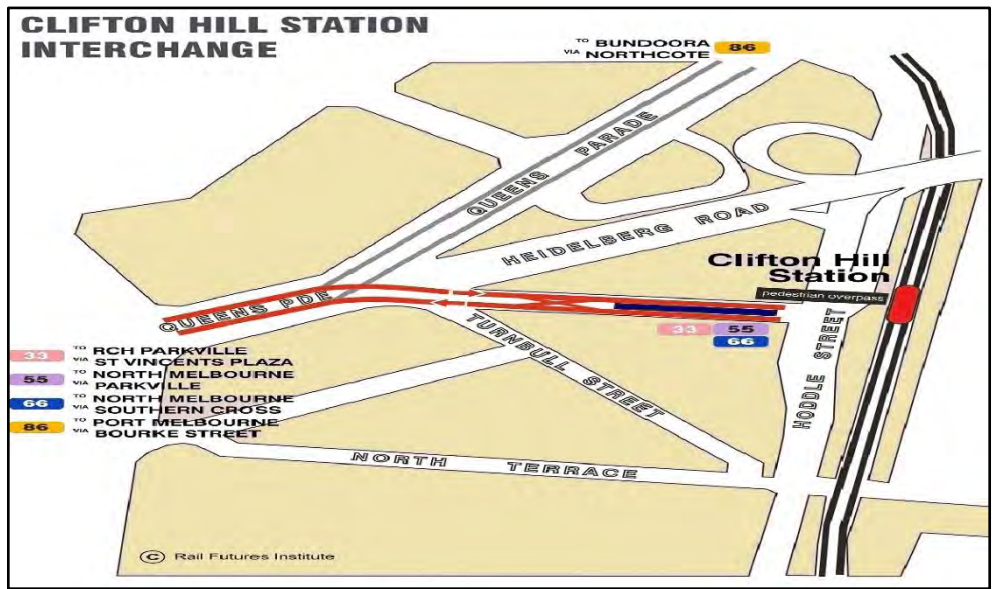 CLIFTON HILL STATION
INTERCHANGE
TO BUNDOORA 86
VIA NORTHCOTE
QUEENS PARADE
HEIDELBERG ROAD
Clifton Hill
Station
pedestrian overpass
QUEENS PDE
33 55
66
TURNBULL STREET
HODDLE STREET
33 TO RCH PARKVILLE
VIA ST VINCENTS PLAZA
55 TO NORTH MELBOURNE
VIA PARKVILLE
66 TO NORTH MELBOURNE
VIA SOUTHERN CROSS
86 TO PORT MELBOURNE
VIA BOURKE STREET
NORTH TERRACE
© Rail Futures Institute